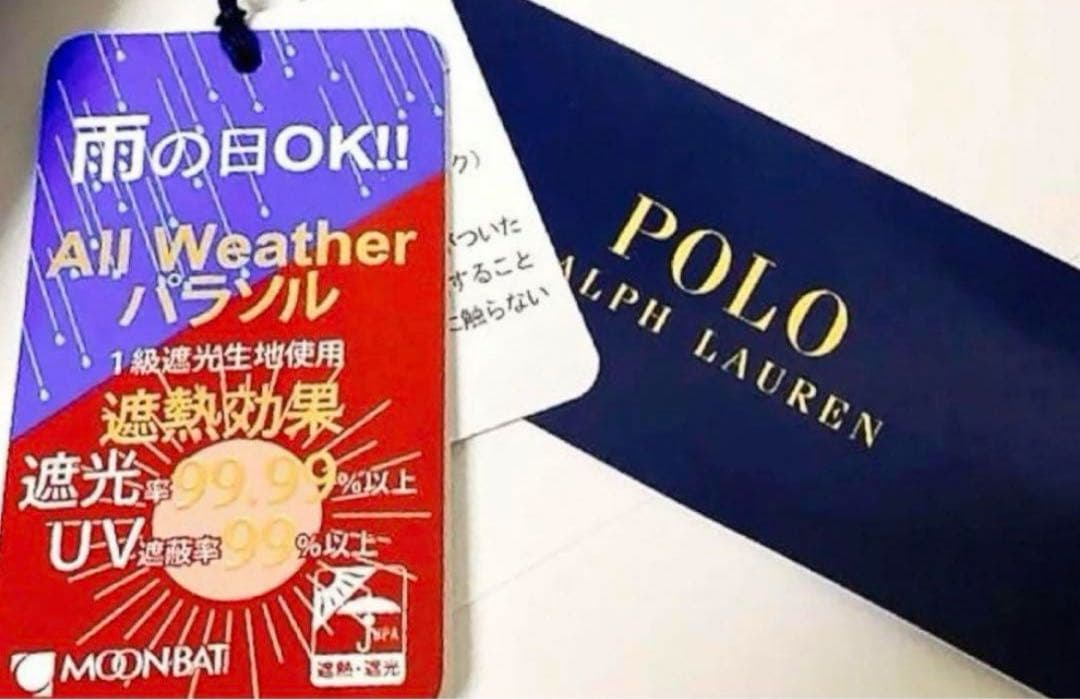 雨の日OK!!
All Weather
パラソル
1級遮光生地使用
遮熱効果
遮光率99.99%以上
UV遮蔽率99%以上
MOONBAT
遮熱・遮光
ク)
ついた
すること
に触らない
POLO
ALPH LAUREN